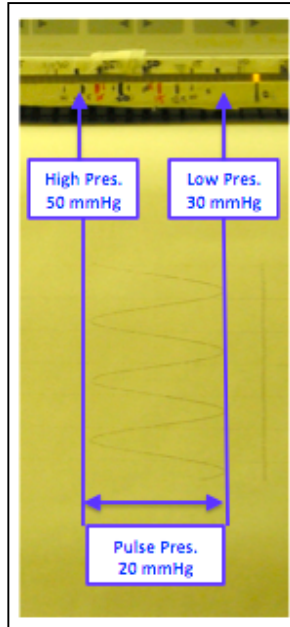 High Pres.
50 mmHg
Low Pres.
30 mmHg
Pulse Pres.
20 mmHg